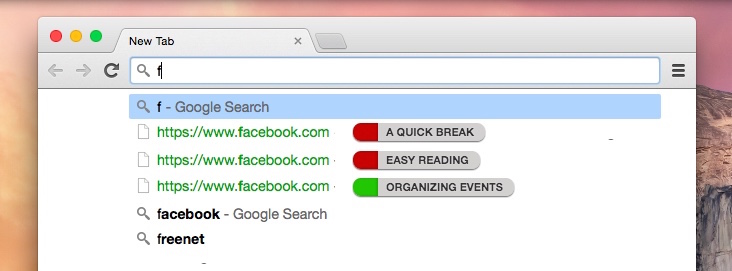 New Tab
f
f - Google Search
https://www.facebook.com - A QUICK BREAK
https://www.facebook.com EASY READING
https://www.facebook.com - ORGANIZING EVENTS
facebook - Google Search
freenet